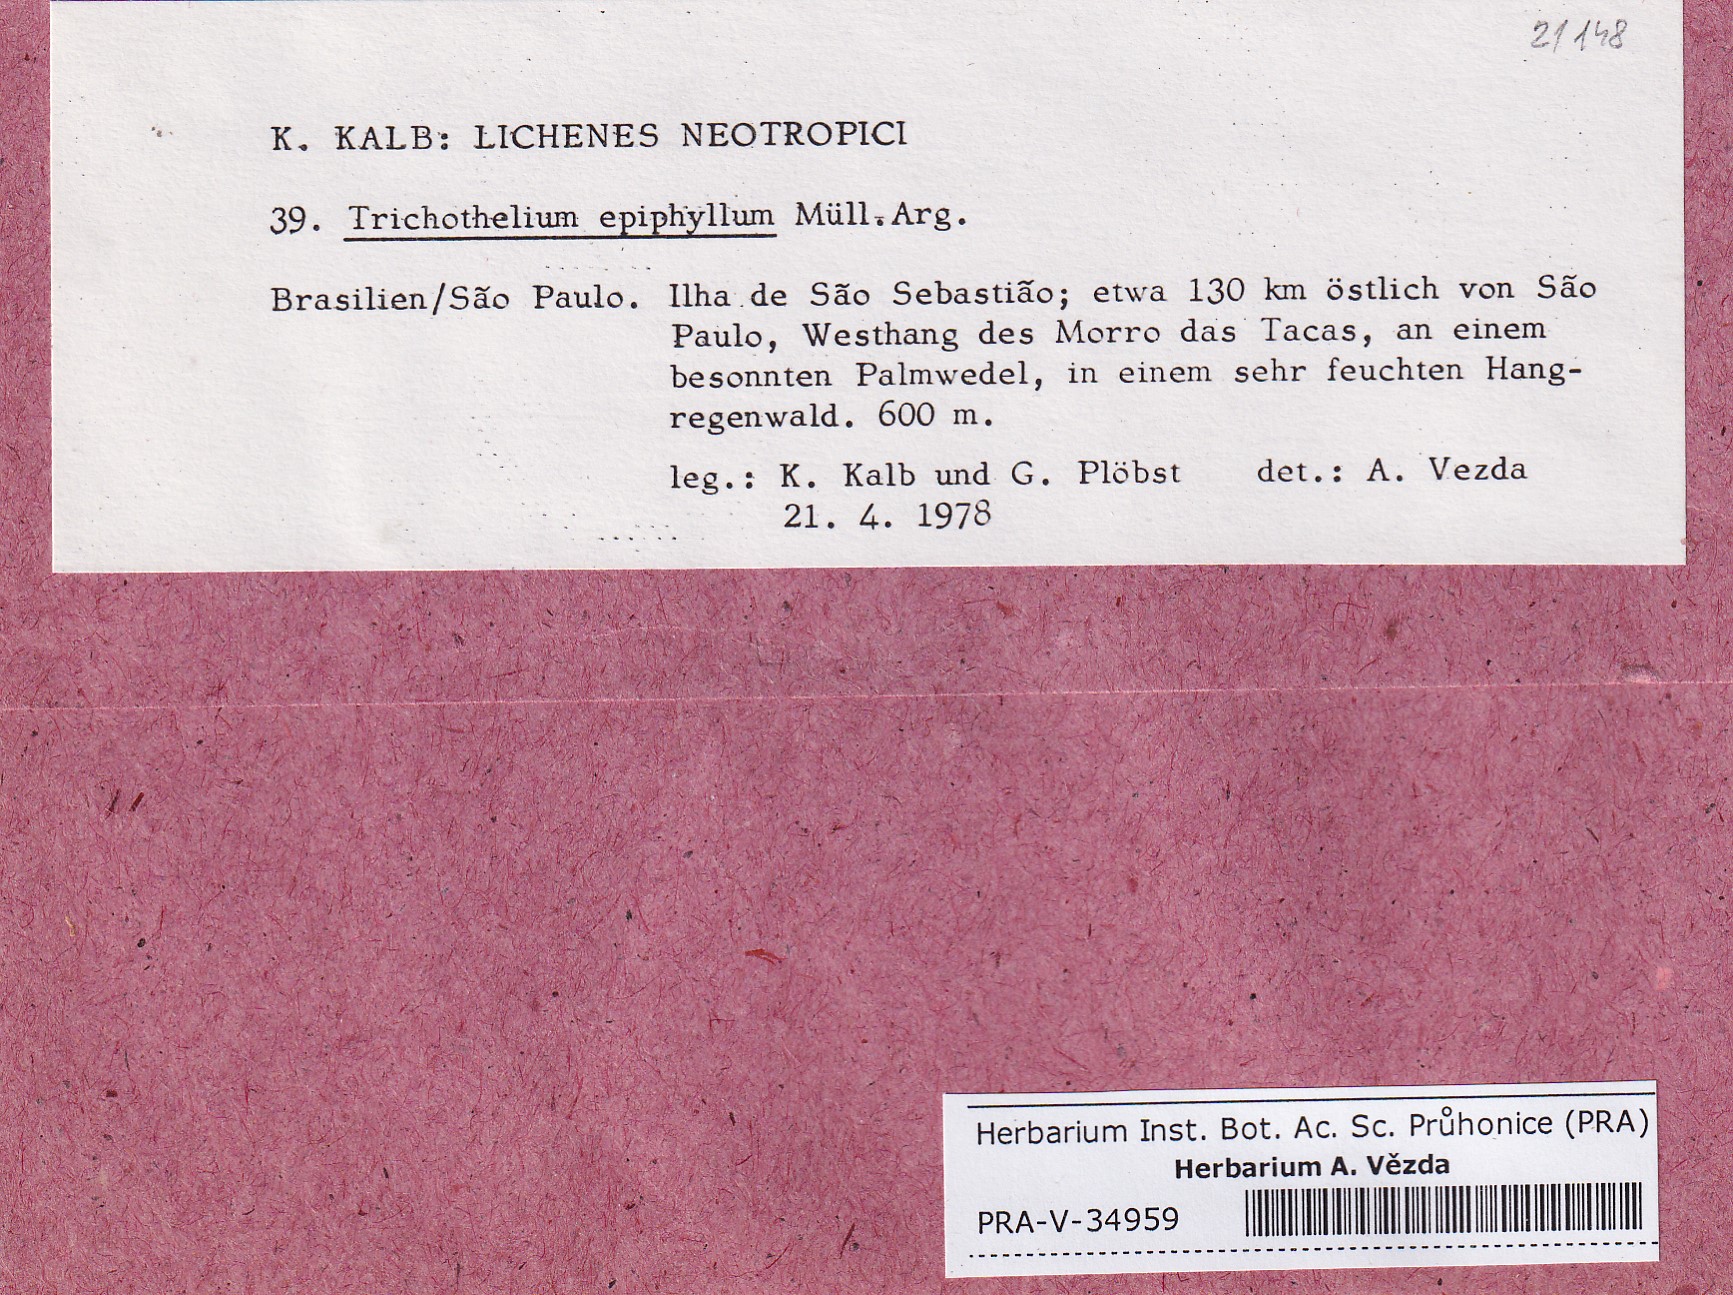 21148
K. KALB: LICHENES NEOTROPICI
39. Trichothelium epiphyllum Müll.Arg.
Brasilien/São Paulo. Ilha de São Sebastião; etwa 130 km östlich von São
Paulo, Westhang des Morro das Tacas, an einem
besonnten Palmwedel, in einem sehr feuchten Hang-
regenwald. 600 m.
leg.: K. Kalb und G. Plöbst det.: A. Vezda
21. 4. 1978
Herbarium Inst. Bot. Ac. Sc. Průhonice (PRA)
Herbarium A. Vězda
PRA-V-34959